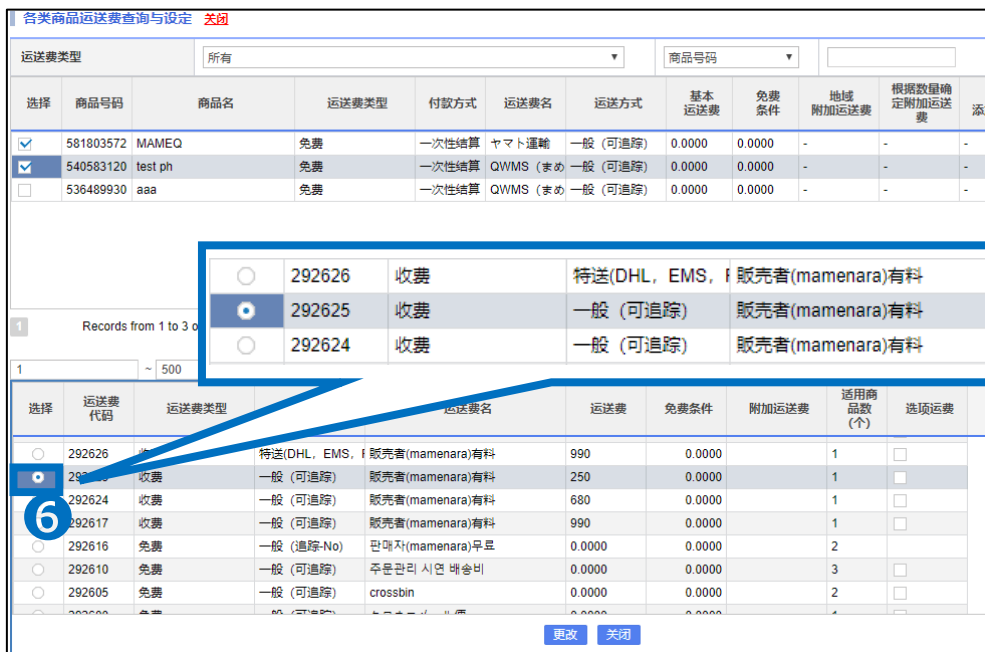 各类商品运送费查询与设定 关闭
运送费类型 所有 商品号码
选择 商品号码 商品名 运送费类型 付款方式 运送费名 运送方式 基本运送费 免费条件 地域附加运送费 根据数量确定附加运送费
581803572 MAMEQ 免费 一次性结算 ヤマト運輸 一般（可追踪） 0.0000 0.0000 - - -
540583120 test ph 免费 一次性结算 QWMS（まめ 一般（可追踪） 0.0000 0.0000 - - -
536489930 aaa 免费 一次性结算 QWMS（まめ 一般（可追踪） 0.0000 0.0000 - - -
292626 收费 特送(DHL，EMS， 販売者(mamenara)有料
292625 收费 一般（可追踪） 販売者(mamenara)有料
292624 收费 一般（可追踪） 販売者(mamenara)有料
1 Records from 1 to 3
1 ~ 500
选择 运送费代码 运送费类型 运送费名 运送费 免费条件 附加运送费 适用商品数(个) 选项运费
292626 特送(DHL，EMS， 販売者(mamenara)有料 990 0.0000 1
收费 一般（可追踪） 販売者(mamenara)有料 250 0.0000 1
292624 收费 一般（可追踪） 販売者(mamenara)有料 680 0.0000 1
6
292617 收费 一般（可追踪） 販売者(mamenara)有料 990 0.0000 1
292616 免费 一般（追踪-No) 판매자(mamenara)무료 0.0000 0.0000 2
292610 免费 一般（可追踪） 주문관리 시연 배송비 0.0000 0.0000 3
292605 免费 一般（可追踪） crossbin 0.0000 0.0000 2
更改 关闭